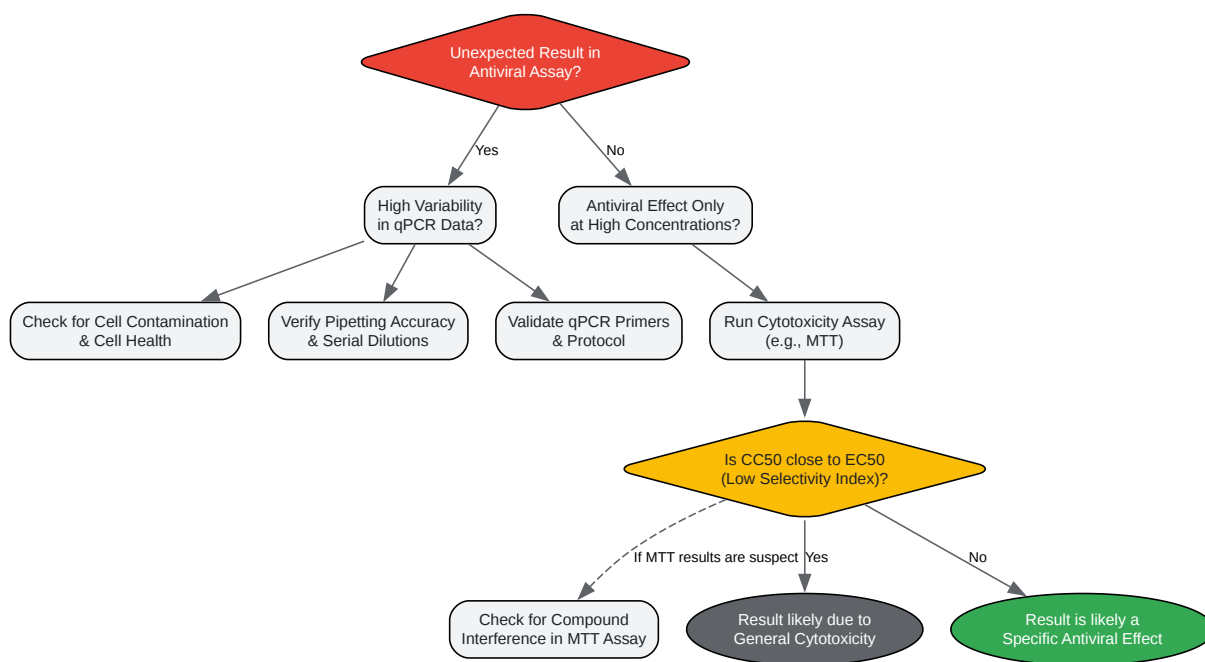 Unexpected Result in
Antiviral Assay?
Yes
No
High Variability
in qPCR Data?
Antiviral Effect Only
at High Concentrations?
Check for Cell Contamination
& Cell Health
Verify Pipetting Accuracy
& Serial Dilutions
Validate qPCR Primers
& Protocol
Run Cytotoxicity Assay
(e.g., MTT)
Is CC50 close to EC50
(Low Selectivity Index)?
If MTT results are suspect
Yes
No
Check for Compound
Interference in MTT Assay
Result likely due to
General Cytotoxicity
Result is likely a
Specific Antiviral Effect